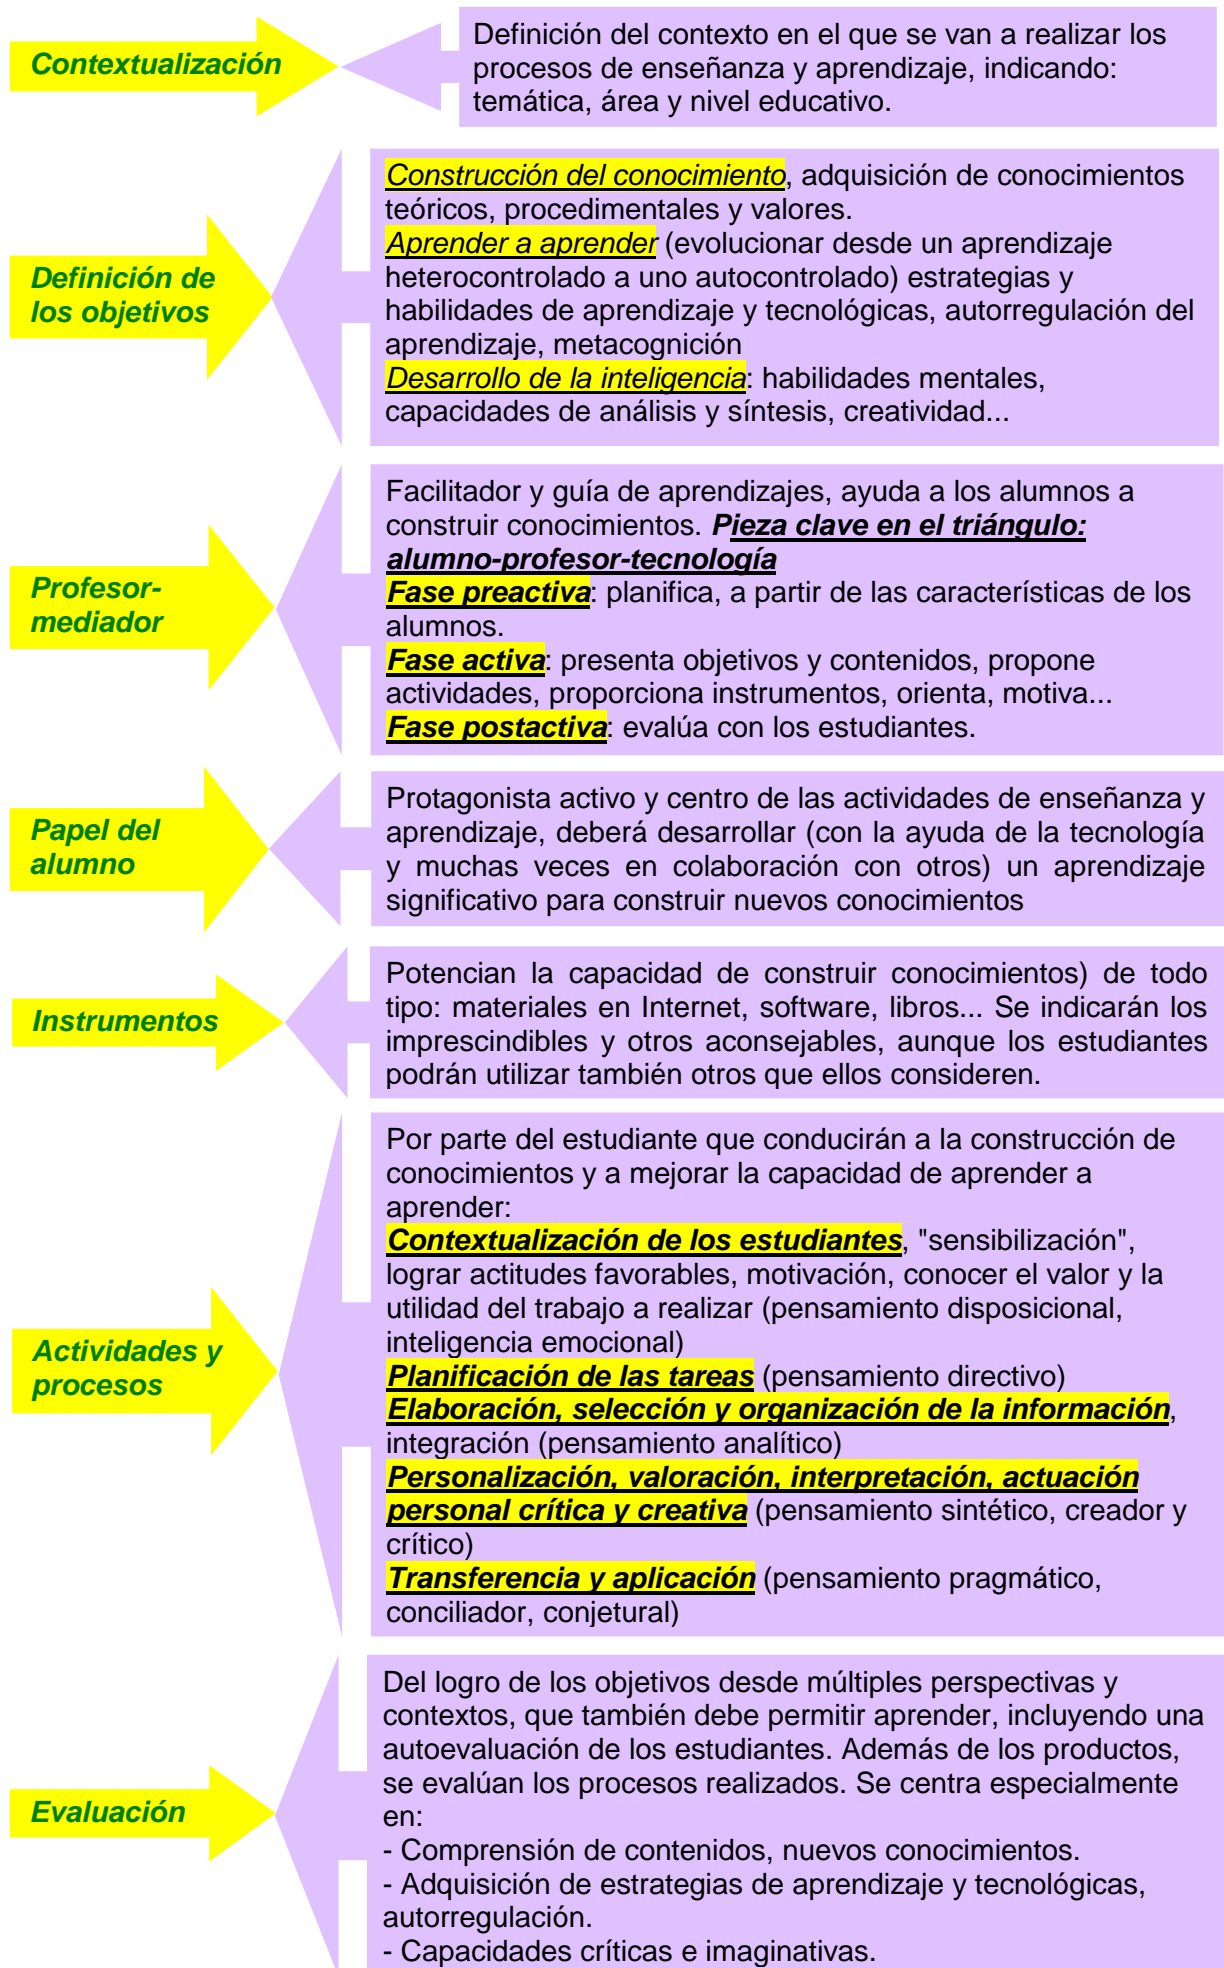 Contextualización
Definición del contexto en el que se van a realizar los
procesos de enseñanza y aprendizaje, indicando:
temática, área y nivel educativo.
Definición de
los objetivos
Construcción del conocimiento, adquisición de conocimientos
teóricos, procedimentales y valores.
Aprender a aprender (evolucionar desde un aprendizaje
heterocontrolado a uno autocontrolado) estrategias y
habilidades de aprendizaje y tecnológicas, autorregulación del
aprendizaje, metacognición
Desarrollo de la inteligencia: habilidades mentales,
capacidades de análisis y síntesis, creatividad...
Profesor-
mediador
Facilitador y guía de aprendizajes, ayuda a los alumnos a
construir conocimientos. Pieza clave en el triángulo:
alumno-profesor-tecnología
Fase preactiva: planifica, a partir de las características de los
alumnos.
Fase activa: presenta objetivos y contenidos, propone
actividades, proporciona instrumentos, orienta, motiva...
Fase postactiva: evalúa con los estudiantes.
Papel del
alumno
Protagonista activo y centro de las actividades de enseñanza y
aprendizaje, deberá desarrollar (con la ayuda de la tecnología
y muchas veces en colaboración con otros) un aprendizaje
significativo para construir nuevos conocimientos
Instrumentos
Potencian la capacidad de construir conocimientos) de todo
tipo: materiales en Internet, software, libros... Se indicarán los
imprescindibles y otros aconsejables, aunque los estudiantes
podrán utilizar también otros que ellos consideren.
Actividades y
procesos
Por parte del estudiante que conducirán a la construcción de
conocimientos y a mejorar la capacidad de aprender a
aprender:
Contextualización de los estudiantes, "sensibilización",
lograr actitudes favorables, motivación, conocer el valor y la
utilidad del trabajo a realizar (pensamiento disposicional,
inteligencia emocional)
Planificación de las tareas (pensamiento directivo)
Elaboración, selección y organización de la información,
integración (pensamiento analítico)
Personalización, valoración, interpretación, actuación
personal crítica y creativa (pensamiento sintético, creador y
crítico)
Transferencia y aplicación (pensamiento pragmático,
conciliador, conjetural)
Evaluación
Del logro de los objetivos desde múltiples perspectivas y
contextos, que también debe permitir aprender, incluyendo una
autoevaluación de los estudiantes. Además de los productos,
se evalúan los procesos realizados. Se centra especialmente
en:
- Comprensión de contenidos, nuevos conocimientos.
- Adquisición de estrategias de aprendizaje y tecnológicas,
autorregulación.
- Capacidades críticas e imaginativas.